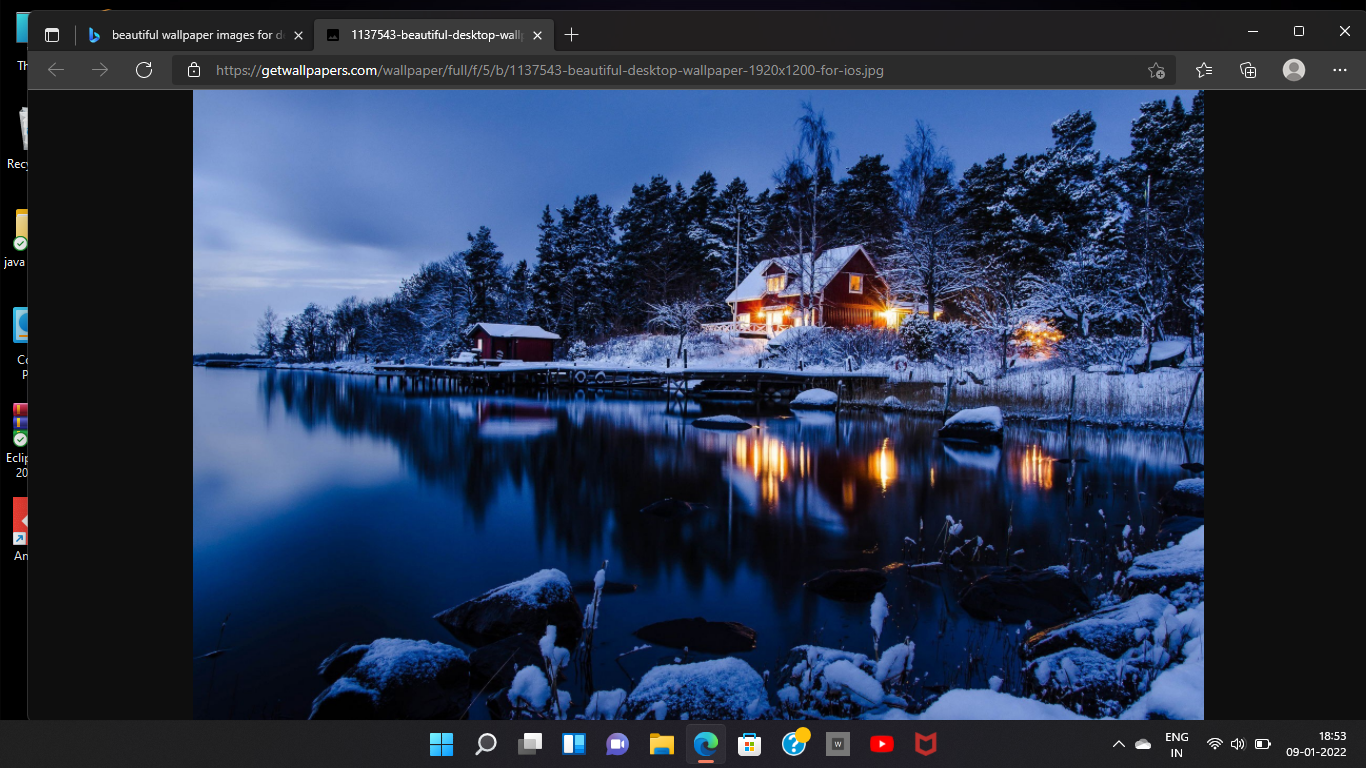 beautiful wallpaper images for de
1137543-beautiful-desktop-wall
https://getwallpapers.com/wallpaper/full/f/5/b/1137543-beautiful-desktop-wallpaper-1920x1200-for-ios.jpg
Th
Recy
java
Co
P
Eclip
20
An
W
ENG
IN
18:53
09-01-2022